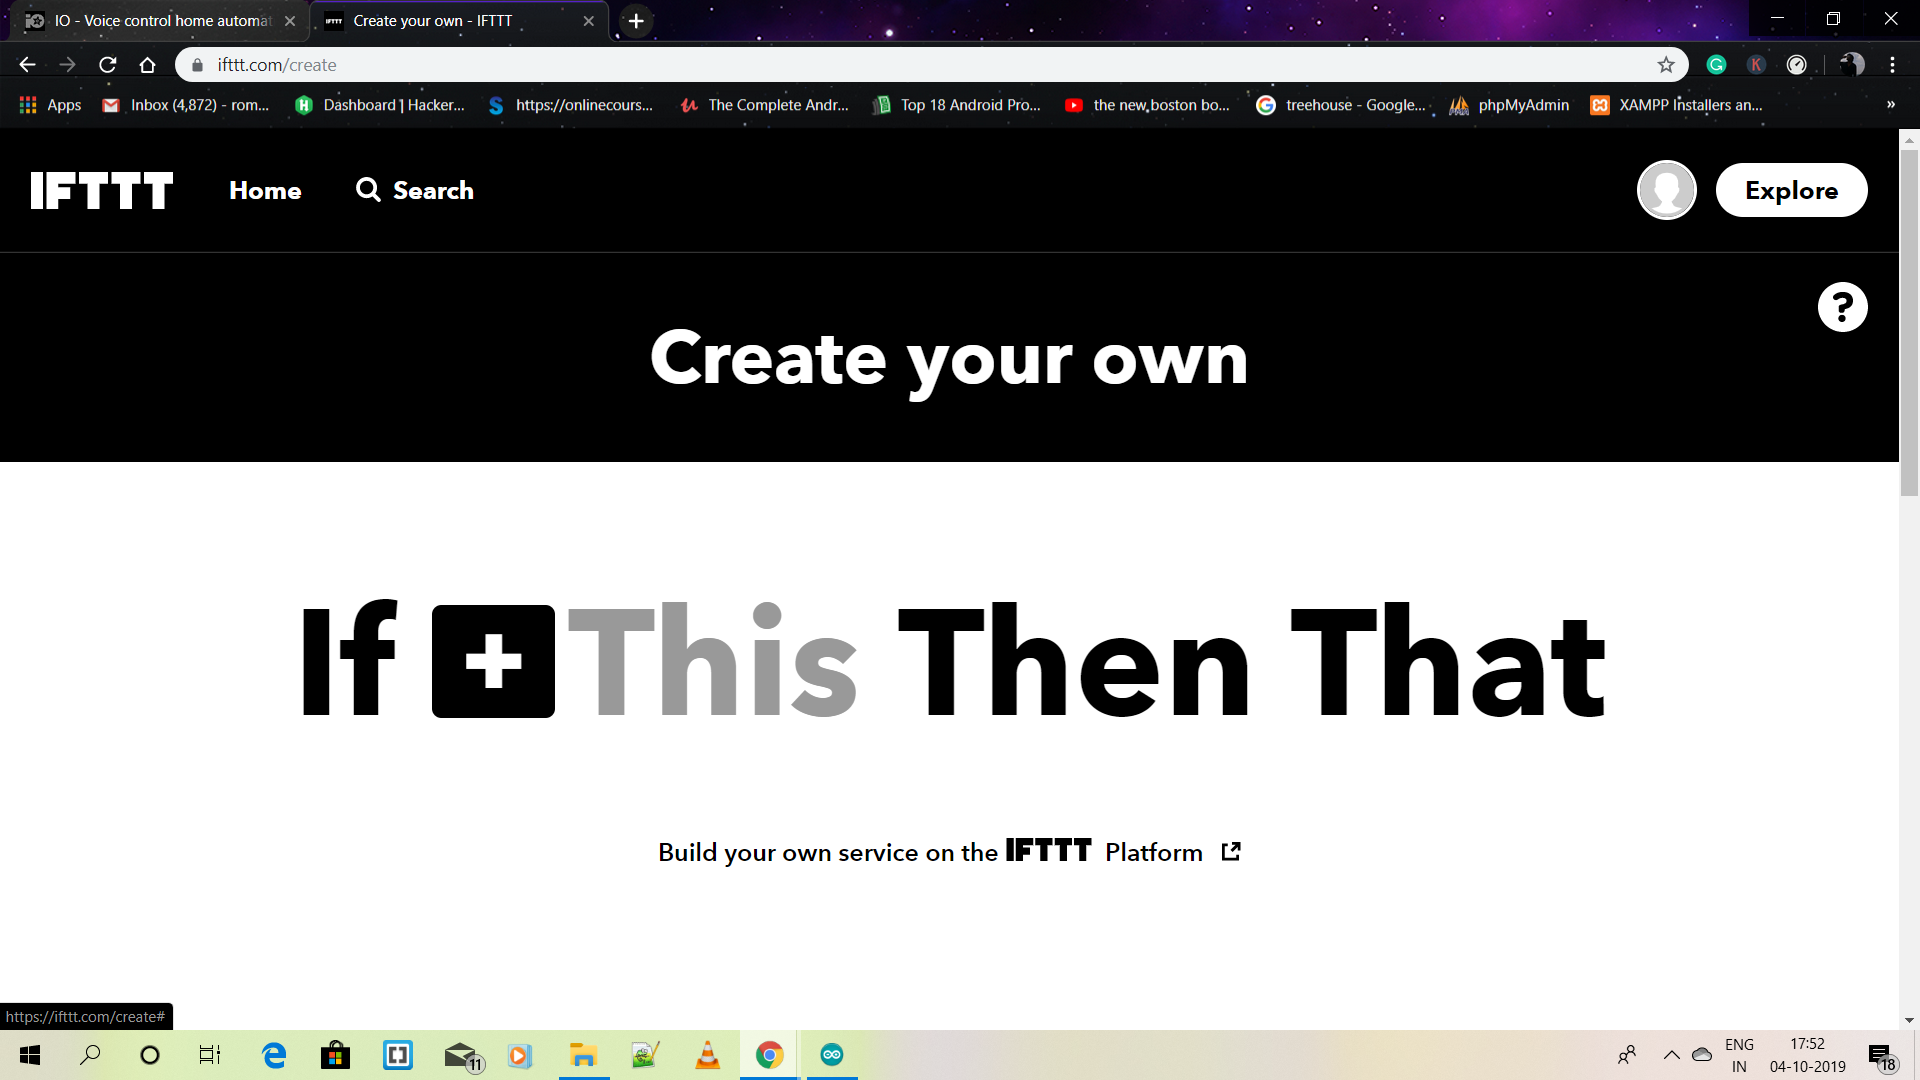 IO - Voice control home automat
Create your own - IFTTT
ifttt.com/create
Apps
Inbox (4,872) - rom...
Dashboard | Hacker...
https://onlinecours...
The Complete Andr...
Top 18 Android Pro...
the new boston bo...
treehouse - Google...
phpMyAdmin
XAMPP Installers an...
»
IFTTT
Home
Search
Explore
?
Create your own
If + This Then That
Build your own service on the IFTTT Platform
https://ifttt.com/create#
11
ENG
IN
17:52
04-10-2019
18